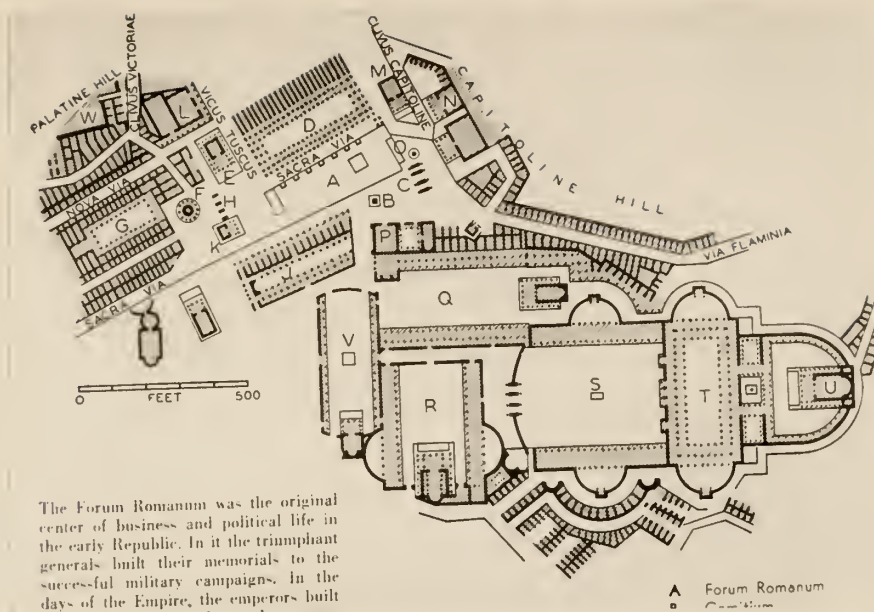 PALATINE HILL
CLIVUS VICTORIAE
W
L
VICUS TUSCUS
D
M
CLIVUS CAPITOLINE
N
CAPITOLINE HILL
SACRA VIA
E
A
O
C
B
F
H
NOVA VIA
G
K
J
P
VIA FLAMINIA
SACRA VIA
Q
V
0 FEET 500
R
S
T
U
The Forum Romanum was the original
center of business and political life in
the early Republic. In it the triumphant
generals built their memorials to the
successful military campaigns. In the
days of the Empire, the emperors built
A Forum Romanum
B Comitium